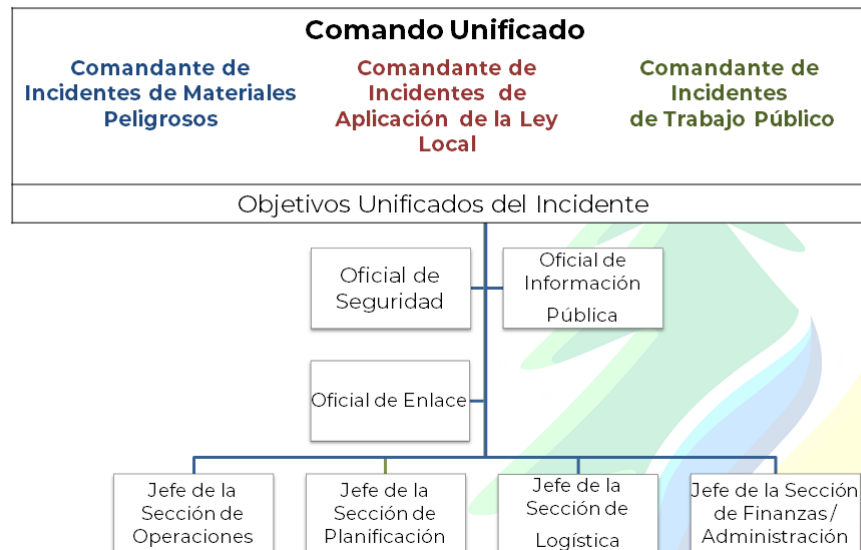 Comando Unificado
Comandante de
Incidentes de Materiales
Peligrosos
Comandante de
Incidentes de
Aplicación de la Ley
Local
Comandante de
Incidentes
de Trabajo Público
Objetivos Unificados del Incidente
Oficial de
Seguridad
Oficial de
Información
Pública
Oficial de Enlace
Jefe de la
Sección de
Operaciones
Jefe de la
Sección de
Planificación
Jefe de la
Sección de
Logística
Jefe de la Sección
de Finanzas/
Administración